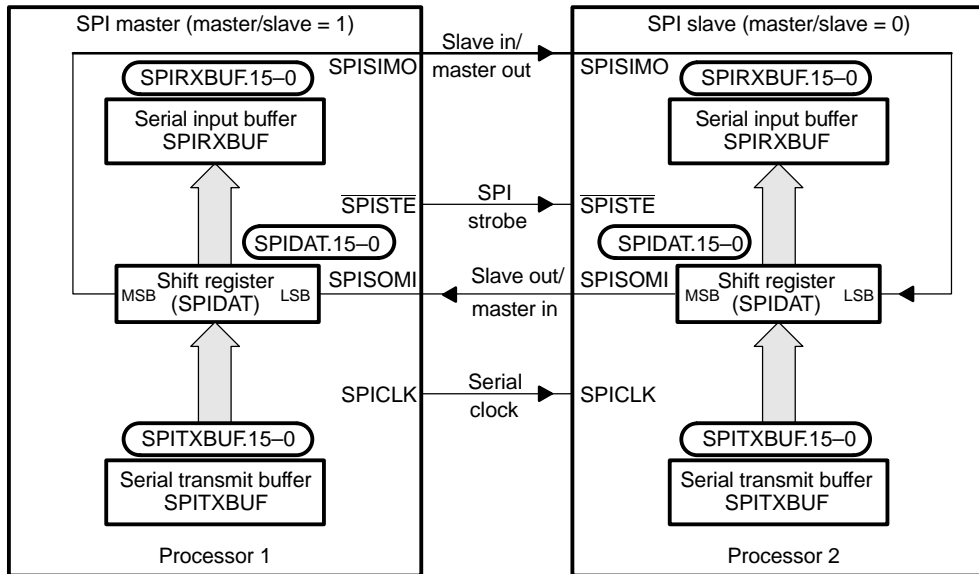 SPI master (master/slave = 1)
SPIRXBUF.15–0
Serial input buffer
SPIRXBUF
SPIDAT.15–0
MSB
Shift register
(SPIDAT)
LSB
SPITXBUF.15–0
Serial transmit buffer
SPITXBUF
Processor 1
SPISIMO
SPISTE
SPISOMI
SPICLK
Slave in/
master out
SPI
strobe
Slave out/
master in
Serial
clock
SPI slave (master/slave = 0)
SPISIMO
SPISTE
SPISOMI
SPICLK
SPIRXBUF.15–0
Serial input buffer
SPIRXBUF
SPIDAT.15–0
MSB
Shift register
(SPIDAT)
LSB
SPITXBUF.15–0
Serial transmit buffer
SPITXBUF
Processor 2